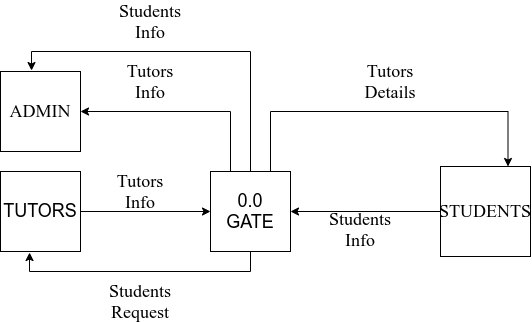 Students
Info
Tutors
Info
Tutors
Details
ADMIN
Tutors
Info
TUTORS
0.0
GATE
STUDENTS
Students
Info
Students
Request